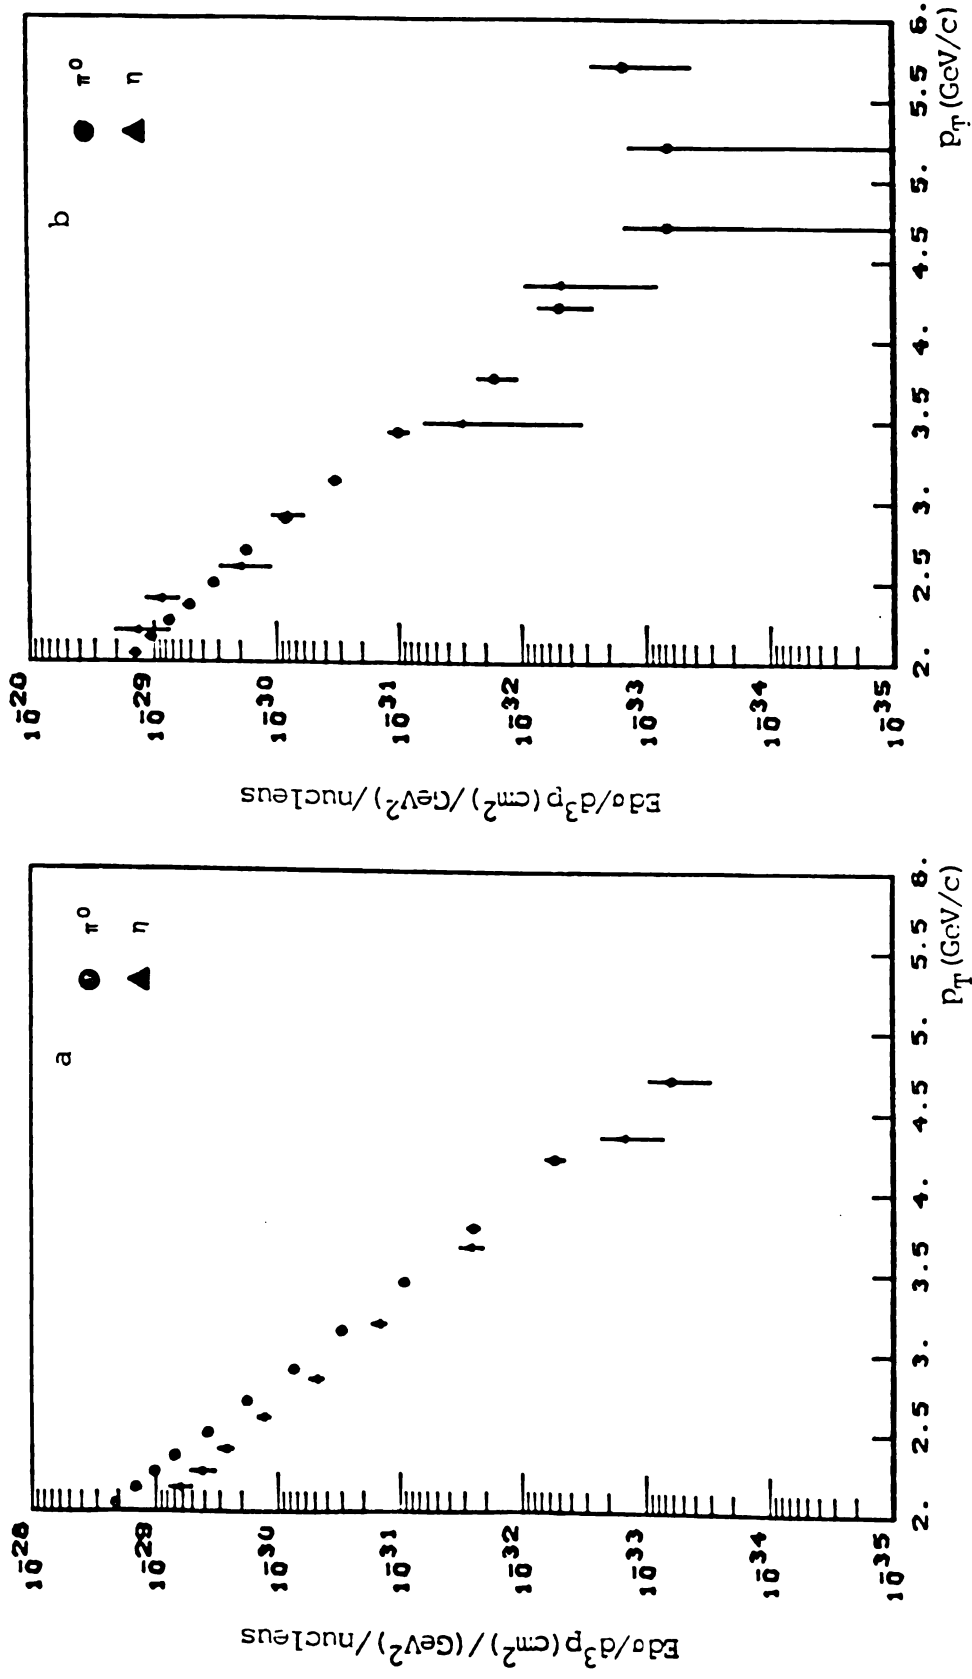 b
● π⁰
▲ η
10⁻²⁸
10⁻²⁹
10⁻³⁰
10⁻³¹
10⁻³²
10⁻³³
10⁻³⁴
10⁻³⁵
Edσ/d³p(cm²)/GeV²)/nucleus
2. 2.5 3. 3.5 4. 4.5 5. 5.5 6.
p_T (GeV/c)
a
● π⁰
▲ η
10⁻²⁸
10⁻²⁹
10⁻³⁰
10⁻³¹
10⁻³²
10⁻³³
10⁻³⁴
10⁻³⁵
Edσ/d³p(cm²)/(GeV²)/nucleus
2. 2.5 3. 3.5 4. 4.5 5. 5.5 6.
p_T (GeV/c)